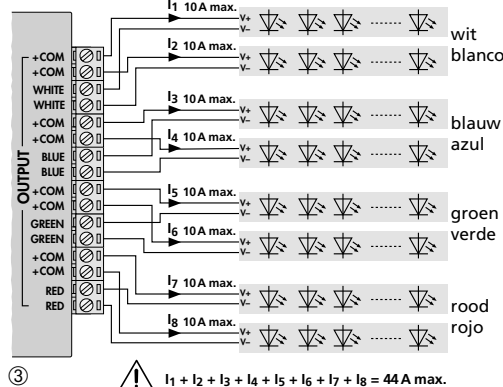 I1 10 A max.
V+
V–
wit
blanco
I2 10 A max.
V+
V–
I3 10 A max.
V+
V–
blauw
azul
I4 10 A max.
V+
V–
I5 10 A max.
V+
V–
groen
verde
I6 10 A max.
V+
V–
I7 10 A max.
V+
V–
rood
rojo
I8 10 A max.
V+
V–
OUTPUT
+COM
+COM
WHITE
WHITE
+COM
+COM
BLUE
BLUE
+COM
+COM
GREEN
GREEN
+COM
+COM
RED
RED
③
I1 + I2 + I3 + I4 + I5 + I6 + I7 + I8 = 44 A max.